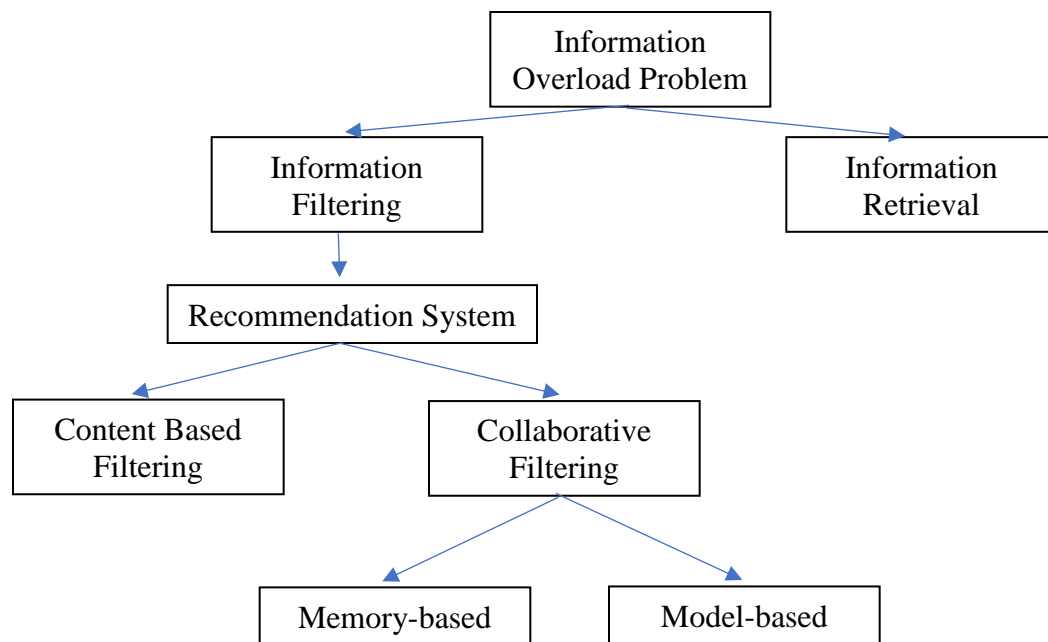 Information
Overload Problem
Information
Filtering
Information
Retrieval
Recommendation System
Content Based
Filtering
Collaborative
Filtering
Memory-based
Model-based